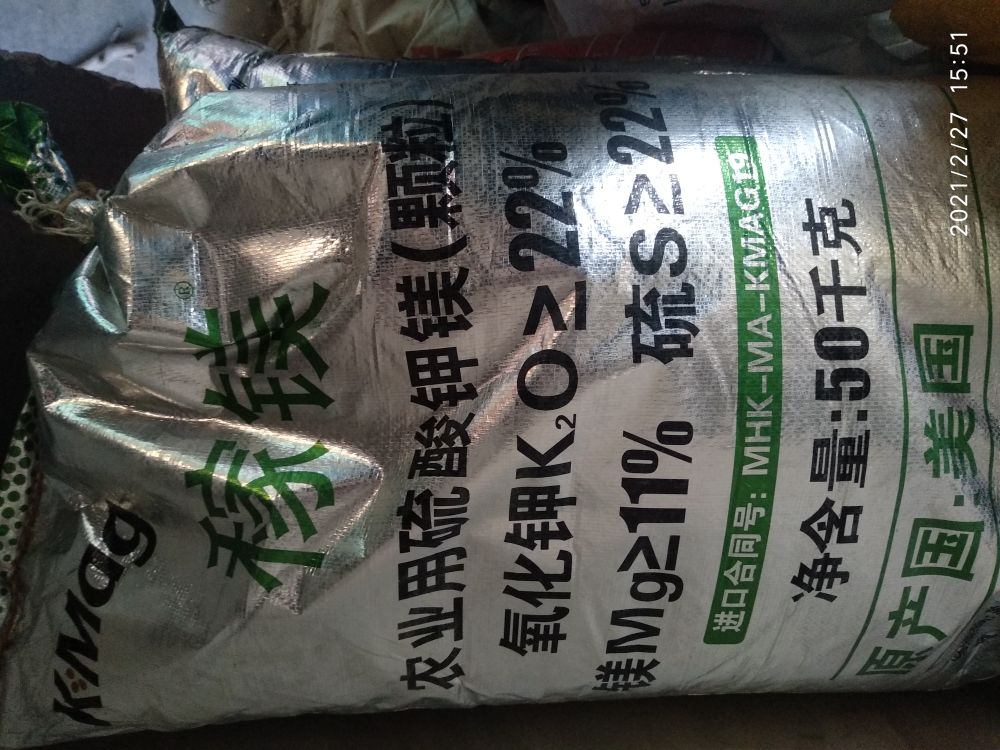 K·Mag
稼镁®
农业用硫酸钾镁(颗粒)
氧化钾K₂O≥22%
镁Mg≥11% 硫S≥22%
进口合同号: MHK-MA-KMAG19
净含量:50千克
原产国·美国
2021/2/27 15:51